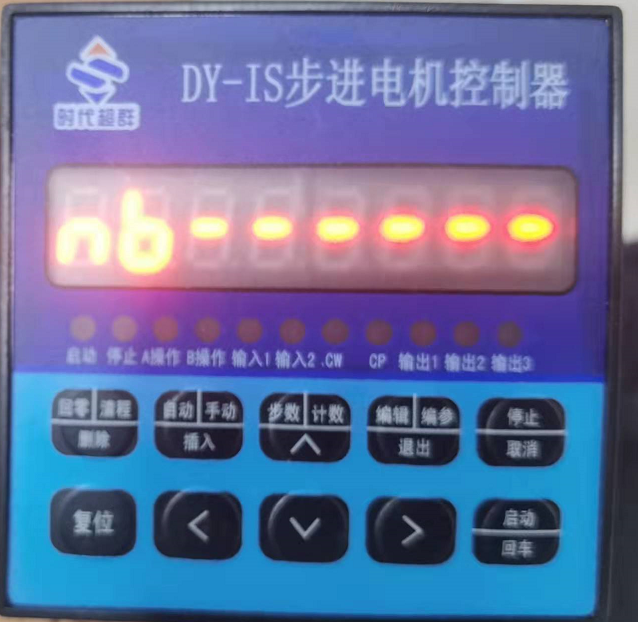 DY-IS步进电机控制器
时代超群
nb------
启动 停止 A操作 B操作 输入1 输入2 .CW CP 输出1 输出2 输出3
回零 清程 自动 手动 步数 计数 编辑 编参 停止
删除 插入 退出 取消
复位 启动
回车